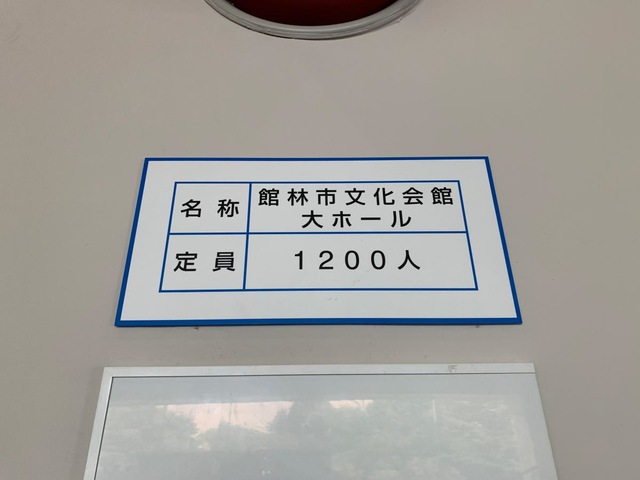 名称 館林市文化会館
大ホール
定員 1200人